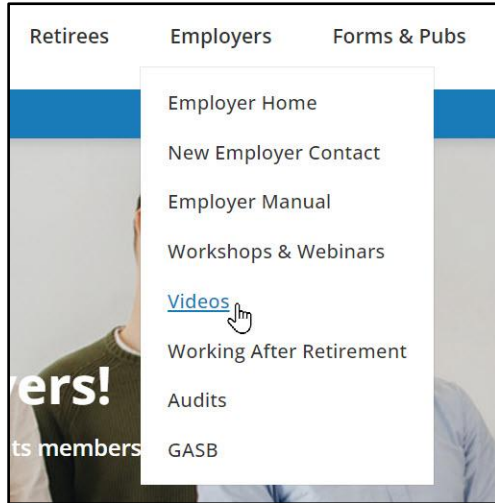 Retirees Employers Forms & Pubs
Employer Home
New Employer Contact
Employer Manual
Workshops & Webinars
Videos
Working After Retirement
Audits
GASB
ers!
ts members